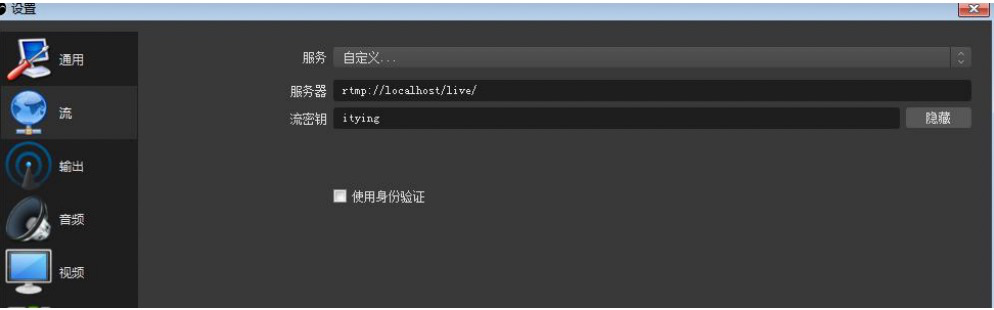 设置
通用
流
输出
音频
视频
服务 自定义...
服务器 rtmp://localhost/live/
流密钥 itying 隐藏
使用身份验证